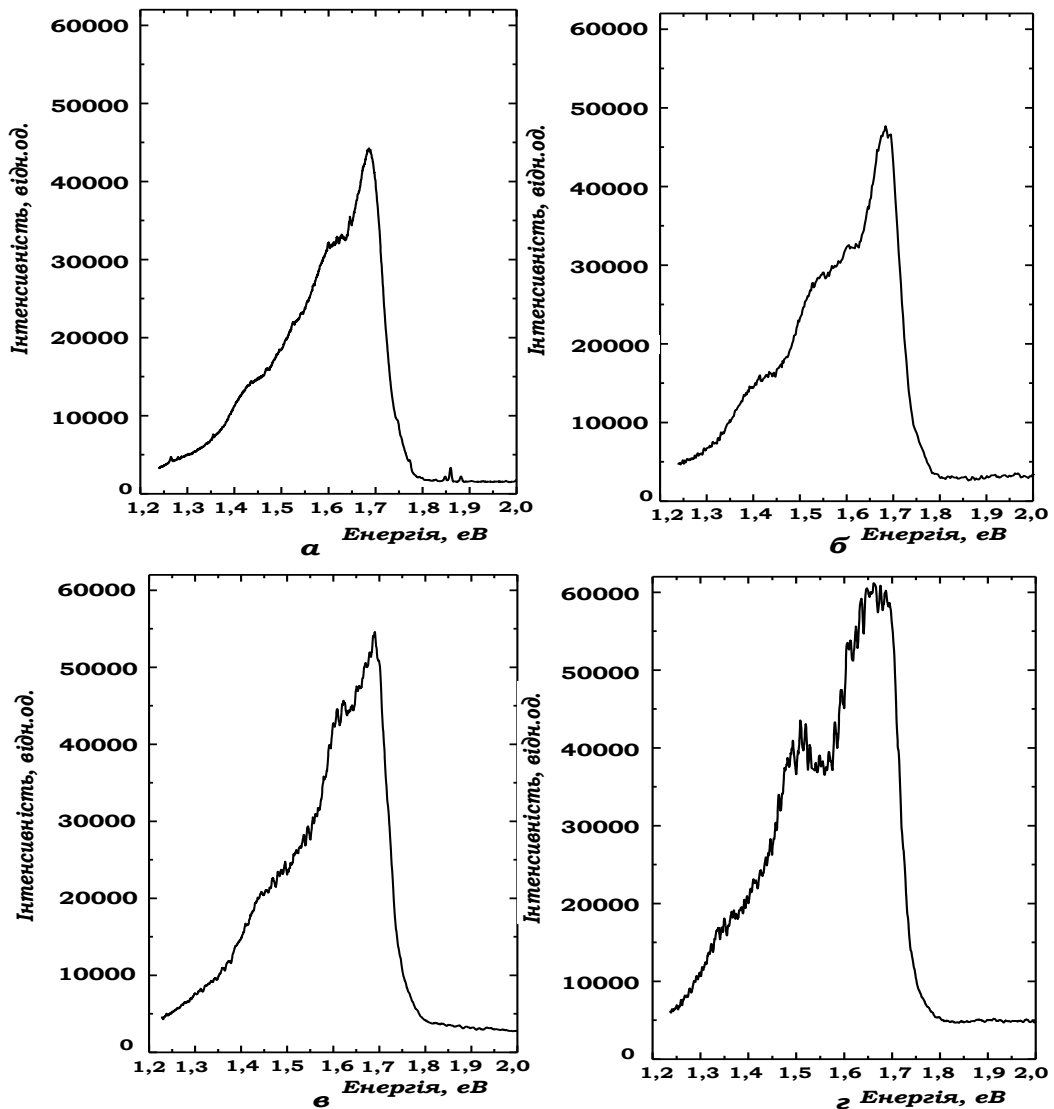 60000
50000
40000
30000
20000
10000
0
Інтенсивність, відн.од.
1,2 1,3 1,4 1,5 1,6 1,7 1,8 1,9 2,0
Енергія, еВ
а
60000
50000
40000
30000
20000
10000
0
Інтенсивність, відн.од.
1,2 1,3 1,4 1,5 1,6 1,7 1,8 1,9 2,0
Енергія, еВ
б
60000
50000
40000
30000
20000
10000
0
Інтенсивність, відн.од.
1,2 1,3 1,4 1,5 1,6 1,7 1,8 1,9 2,0
Енергія, еВ
в
60000
50000
40000
30000
20000
10000
0
Інтенсивність, відн.од.
1,2 1,3 1,4 1,5 1,6 1,7 1,8 1,9 2,0
Енергія, еВ
г